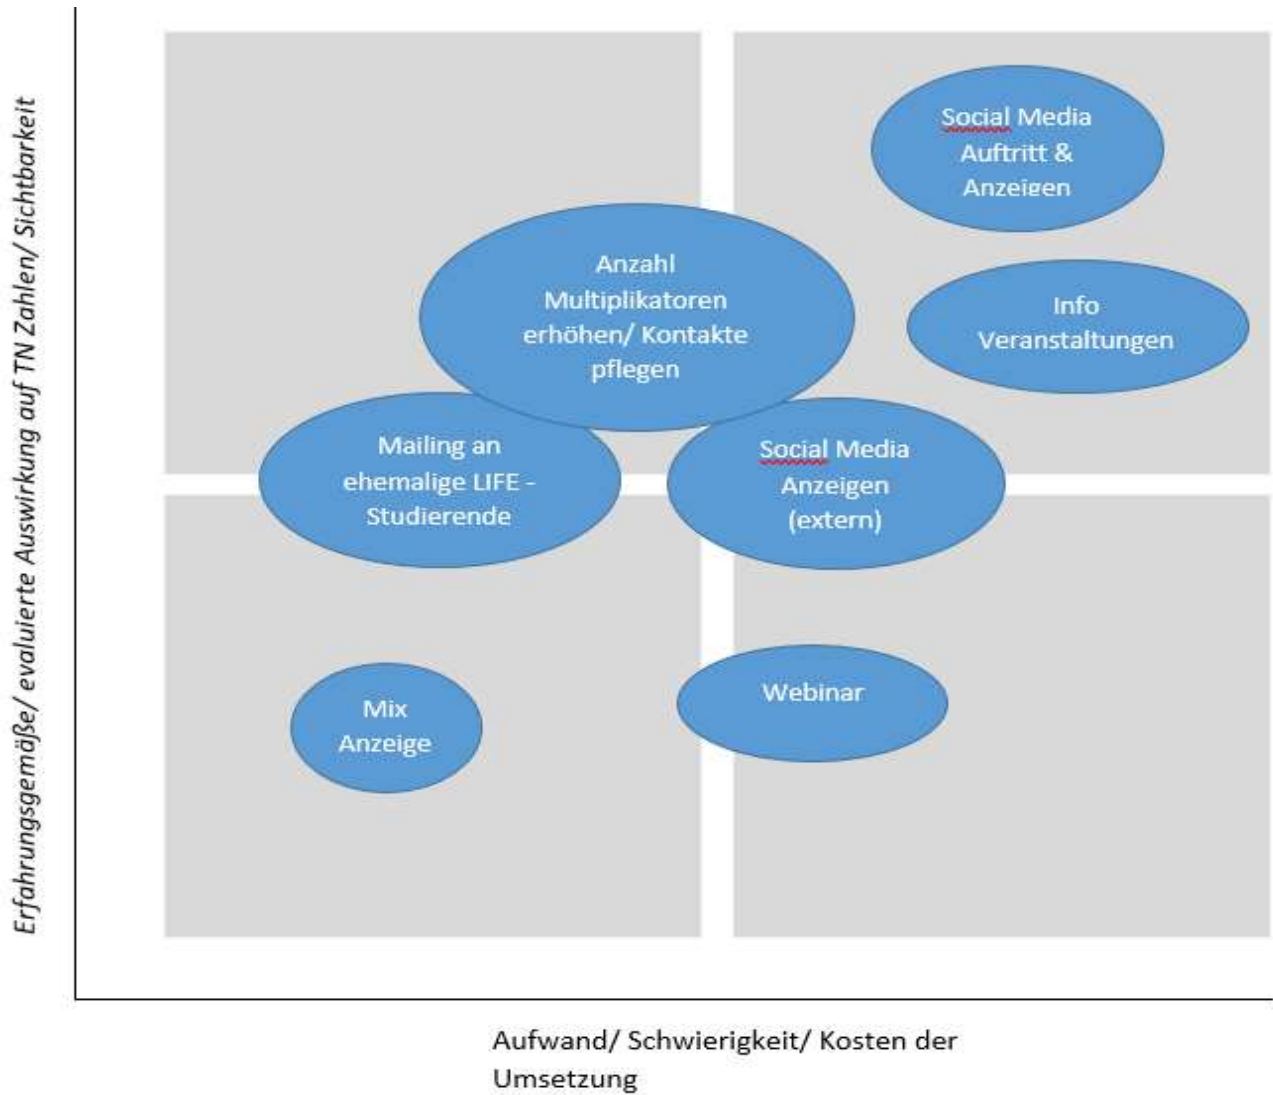 Erfahrungsgemäße/ evaluierte Auswirkung auf TN Zahlen/ Sichtbarkeit
Social Media
Auftritt &
Anzeigen
Anzahl
Multiplikatoren
erhöhen/ Kontakte
pflegen
Info
Veranstaltungen
Mailing an
ehemalige LIFE -
Studierende
Social Media
Anzeigen
(extern)
Mix
Anzeige
Webinar
Aufwand/ Schwierigkeit/ Kosten der
Umsetzung